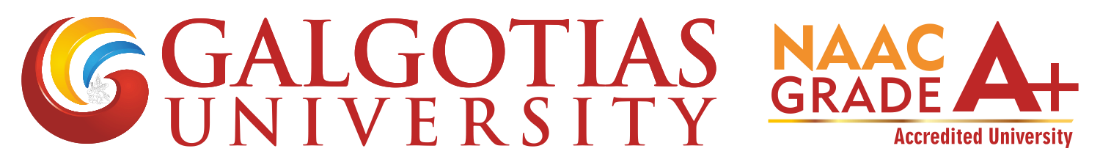 GALGOTIAS
UNIVERSITY
NAAC
GRADE A+
Accredited University